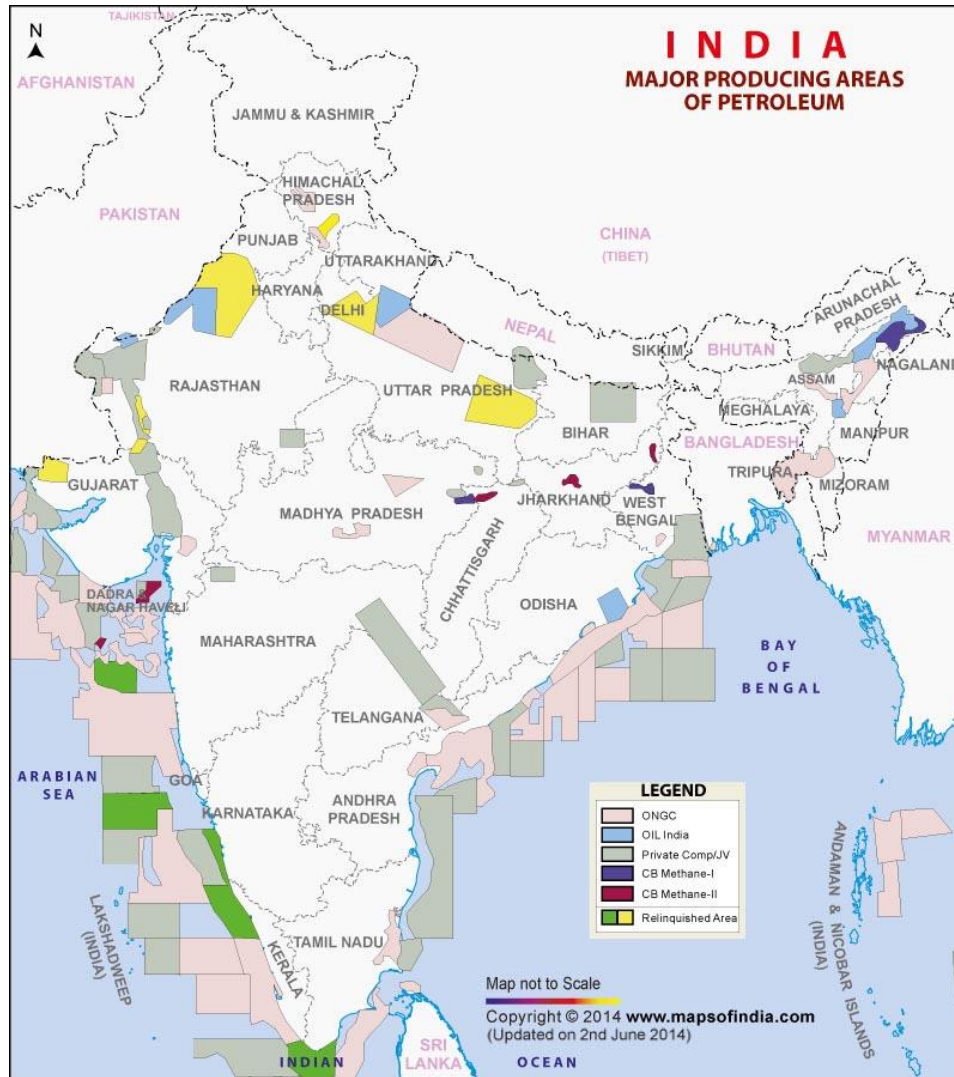 TAJIKISTAN
N
INDIA
MAJOR PRODUCING AREAS
OF PETROLEUM
AFGHANISTAN
JAMMU & KASHMIR
HIMACHAL
PRADESH
PAKISTAN
PUNJAB
CHINA
(TIBET)
UTTARAKHAND
HARYANA
DELHI
ARUNACHAL
PRADESH
NEPAL
SIKKIM
BHUTAN
NAGALAND
ASSAM
RAJASTHAN
UTTAR PRADESH
MEGHALAYA
BIHAR
MANIPUR
BANGLADESH
GUJARAT
TRIPURA
MIZORAM
JHARKHAND
WEST
BENGAL
MADHYA PRADESH
MYANMAR
CHHATTISGARH
DADRA &
NAGAR HAVELI
ODISHA
MAHARASHTRA
BAY
OF
BENGAL
TELANGANA
ARABIAN
SEA
GOA
KARNATAKA
ANDHRA
PRADESH
LEGEND
ONGC
OIL India
Private Comp/JV
CB Methane-I
CB Methane-II
Relinquished Area
ANDAMAN & NICOBAR ISLANDS
(INDIA)
LAKSHADWEEP
(INDIA)
TAMIL NADU
KERALA
Map not to Scale
Copyright © 2014 www.mapsofindia.com
(Updated on 2nd June 2014)
SRI
LANKA
INDIAN OCEAN